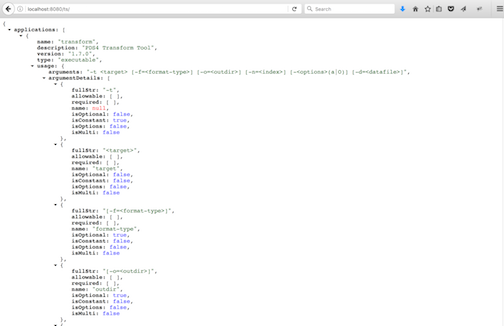 localhost:8080/ts/
Search
{
applications: [
{
name: "transform",
description: "POS4 Transform Tool",
version: "1.7.0",
type: "executable",
usage: {
arguments: "-t <target> [-f=<format-type>] [-o=<outdir>] [-n=<index>] [-<options>[a|O]] [-d=<datafile>]",
argumentDetails: [
{
fullStr: "-t",
allowable: [ ],
required: [ ],
name: null,
isOptional: false,
isConstant: true,
isOptions: false,
isMulti: false
},
{
fullStr: "<target>",
allowable: [ ],
required: [ ],
name: "target",
isOptional: false,
isConstant: false,
isOptions: false,
isMulti: false
},
{
fullStr: "[-f=<format-type>]",
allowable: [ ],
required: [ ],
name: "format-type",
isOptional: true,
isConstant: false,
isOptions: false,
isMulti: false
},
{
fullStr: "[-o=<outdir>]",
allowable: [ ],
required: [ ],
name: "outdir",
isOptional: true,
isConstant: false,
isOptions: false,
isMulti: false
},
{